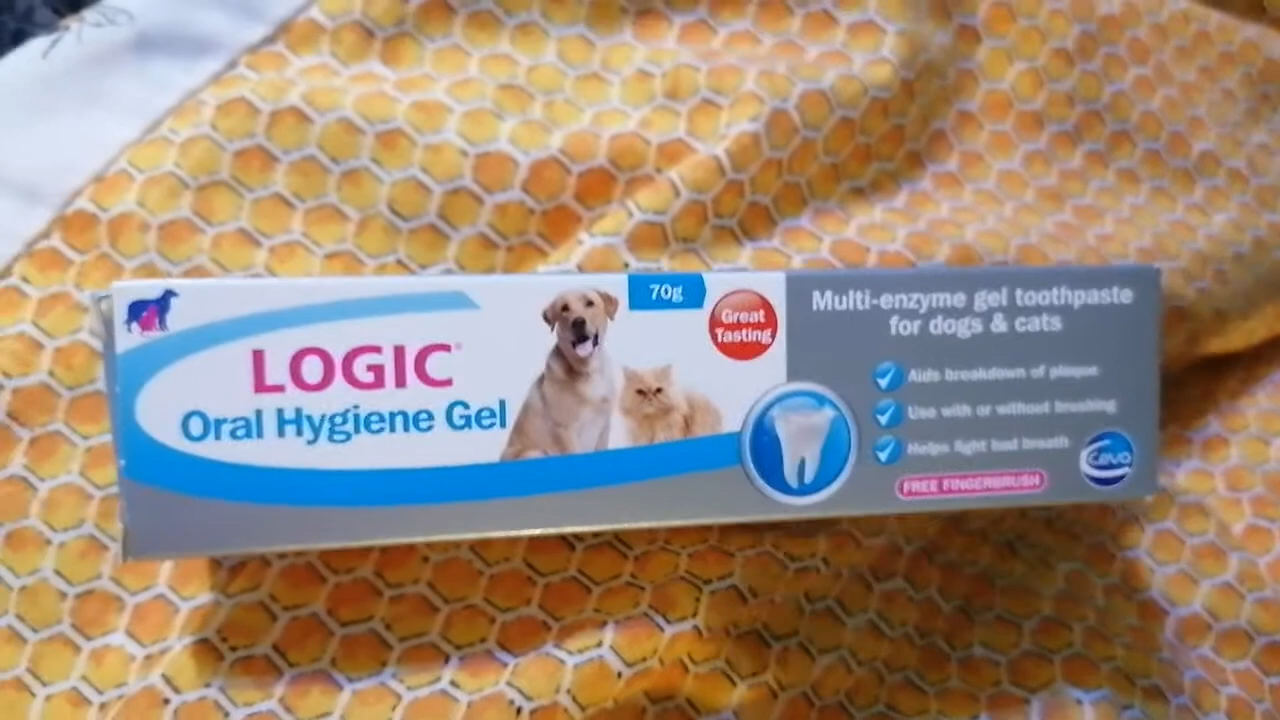 LOGIC®
Oral Hygiene Gel
70g
Great
Tasting
Multi-enzyme gel toothpaste
for dogs & cats
Aids breakdown of plaque
Use with or without brushing
Helps fight bad breath
FREE FINGERBRUSH
Ceva